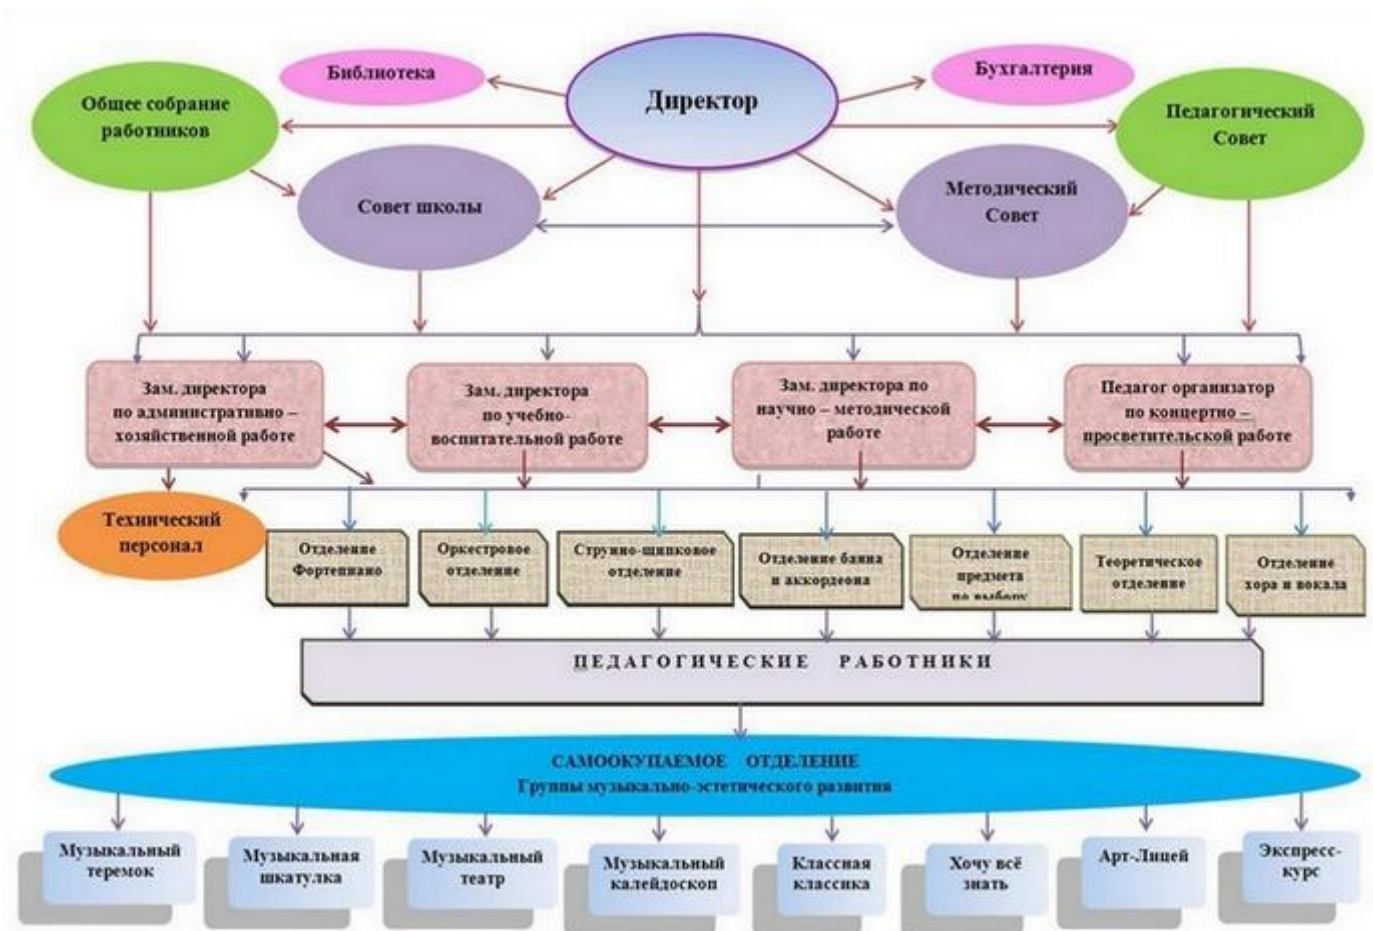 Библиотека
Директор
Бухгалтерия
Общее собрание
работников
Педагогический
Совет
Совет школы
Методический
Совет
Зам. директора
по административно –
хозяйственной работе
Зам. директора
по учебно-
воспитательной работе
Зам. директора по
научно – методической
работе
Педагог организатор
по концертно –
просветительской работе
Технический
персонал
Отделение
Фортепиано
Оркестровое
отделение
Струнно-щипковое
отделение
Отделение баяна
и аккордеона
Отделение
предмета
по выбору
Теоретическое
отделение
Отделение
хора и вокала
ПЕДАГОГИЧЕСКИЕ РАБОТНИКИ
САМООКУПАЕМОЕ ОТДЕЛЕНИЕ
Группы музыкально-эстетического развития
Музыкальный
теремок
Музыкальная
шкатулка
Музыкальный
театр
Музыкальный
калейдоскоп
Классная
классика
Хочу всё
знать
Арт-Лицей
Экспресс-
курс